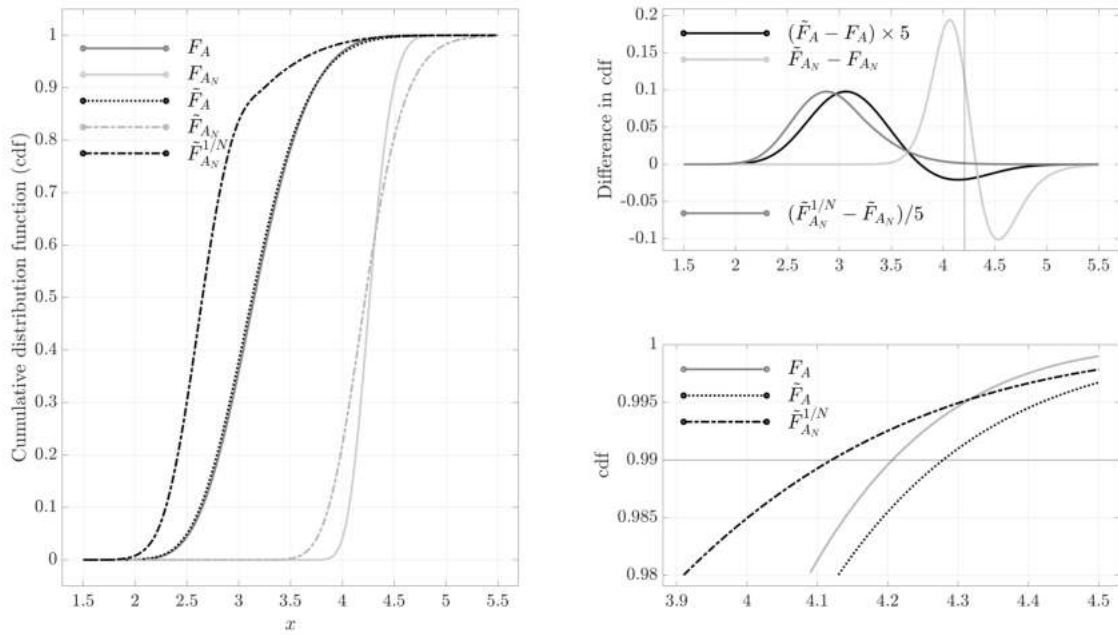 Cumulative distribution function (cdf)
1
0.9
0.8
0.7
0.6
0.5
0.4
0.3
0.2
0.1
0
F_A
F_{A_N}
F̃_A
F̃_{A_N}
F̃_{A_N}^{1/N}
1.5 2 2.5 3 3.5 4 4.5 5 5.5
x
Difference in cdf
0.2
0.15
0.1
0.05
0
-0.05
-0.1
(F̃_A − F_A) × 5
F̃_{A_N} − F_{A_N}
(F̃_{A_N}^{1/N} − F̃_{A_N})/5
1.5 2 2.5 3 3.5 4 4.5 5 5.5
cdf
1
0.995
0.99
0.985
0.98
F_A
F̃_A
F̃_{A_N}^{1/N}
3.9 4 4.1 4.2 4.3 4.4 4.5